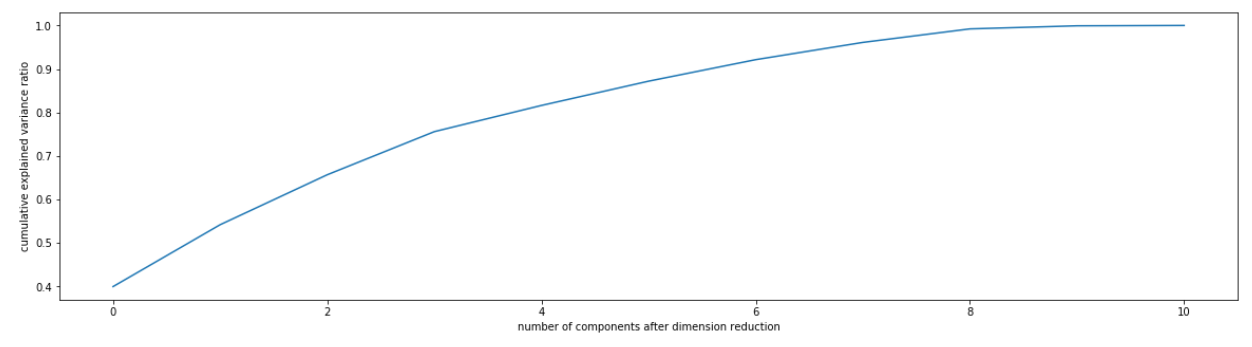 1.0
0.9
0.8
0.7
0.6
0.5
0.4
cumulative explained variance ratio
0 2 4 6 8 10
number of components after dimension reduction